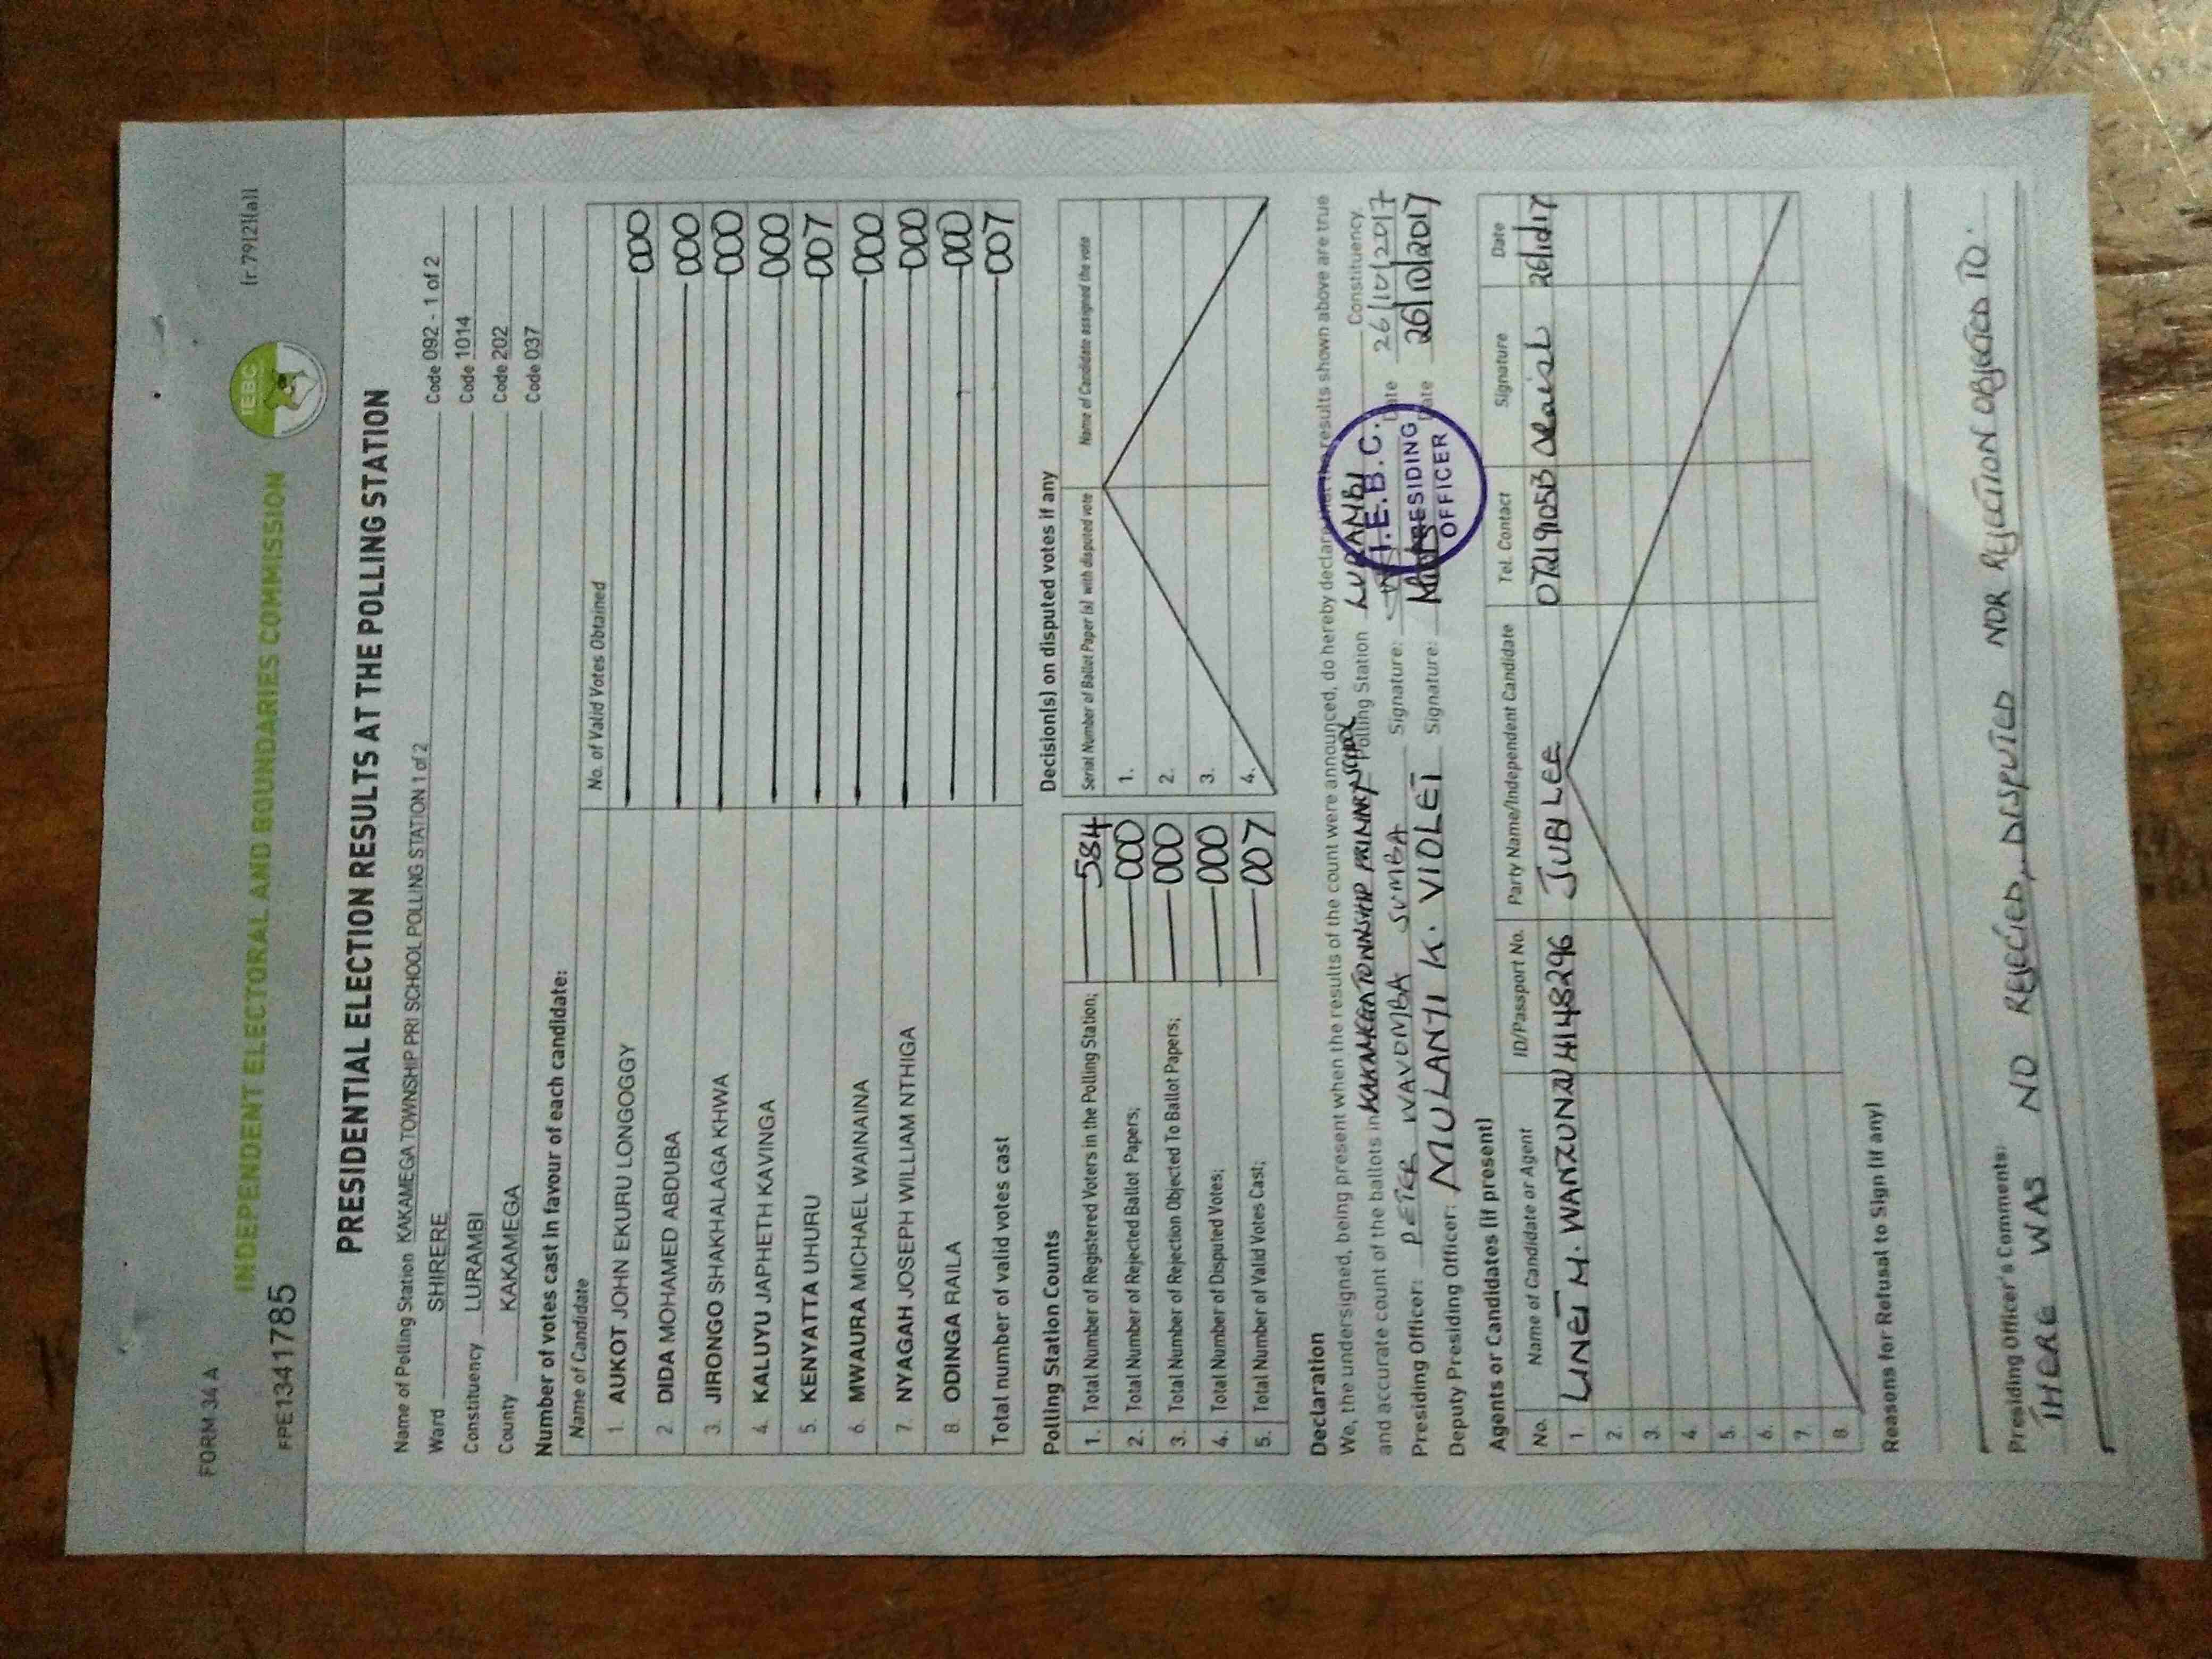 FORM 34 A
(r.79(2)(a))
INDEPENDENT ELECTORAL AND BOUNDARIES COMMISSION
IEBC
FPE1341785
PRESIDENTIAL ELECTION RESULTS AT THE POLLING STATION
Name of Polling Station KAKAMEGA TOWNSHIP PRI SCHOOL POLLING STATION 1 of 2 Code 092 - 1 of 2
Ward SHIRERE Code 1014
Constituency LURAMBI Code 202
County KAKAMEGA Code 037
Number of votes cast in favour of each candidate:
Name of Candidate No. of Valid Votes Obtained
1. AUKOT JOHN EKURU LONGOGGY 000
2. DIDA MOHAMED ABDUBA 000
3. JIRONGO SHAKHALAGA KHWA 000
4. KALUYU JAPHETH KAVINGA 000
5. KENYATTA UHURU 007
6. MWAURA MICHAEL WAINAINA 000
7. NYAGAH JOSEPH WILLIAM NTHIGA 000
8. ODINGA RAILA 000
Total number of valid votes cast 007
Polling Station Counts
1. Total Number of Registered Voters in the Polling Station; 584
2. Total Number of Rejected Ballot Papers; 000
3. Total Number of Rejection Objected To Ballot Papers; 000
4. Total Number of Disputed Votes; 000
5. Total Number of Valid Votes Cast; 007
Decision(s) on disputed votes if any
Serial Number of Ballot Paper (s) with disputed vote Name of Candidate assigned the vote
1.
2.
3.
4.
Declaration
We, the undersigned, being present when the results of the count were announced, do hereby declare that the results shown above are true
and accurate count of the ballots in KAKAMEGA TOWNSHIP PRIMARY SCHOOL Polling Station LURAMBI Constituency.
Presiding Officer: PETER WAVOMBA SUMBA Signature: Date 26/10/2017
Deputy Presiding Officer: MULANYI K. VIOLET Signature: Date 26/10/2017
I.E.B.C.
PRESIDING
OFFICER
Agents or Candidates (if present)
No. Name of Candidate or Agent ID/Passport No. Party Name/Independent Candidate Tel. Contact Signature Date
1. LINET M. WANZUNZI JUBILEE
2.
3.
4.
5.
6.
7.
8.
Reasons for Refusal to Sign (if any)
Presiding Officer's Comments:
THERE WAS NO REJECTED, DISPUTED NOR REJECTION OBJECTED TO.